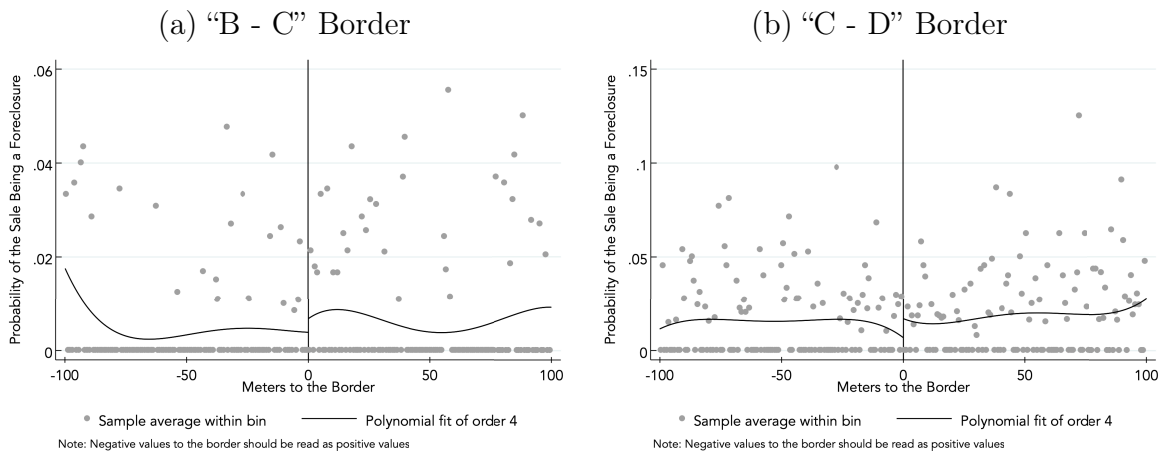 (a) “B - C” Border
Probability of the Sale Being a Foreclosure
.06
.04
.02
0
-100
-50
0
50
100
Meters to the Border
Sample average within bin
Polynomial fit of order 4
Note: Negative values to the border should be read as positive values
(b) “C - D” Border
Probability of the Sale Being a Foreclosure
.15
.1
.05
0
-100
-50
0
50
100
Meters to the Border
Sample average within bin
Polynomial fit of order 4
Note: Negative values to the border should be read as positive values